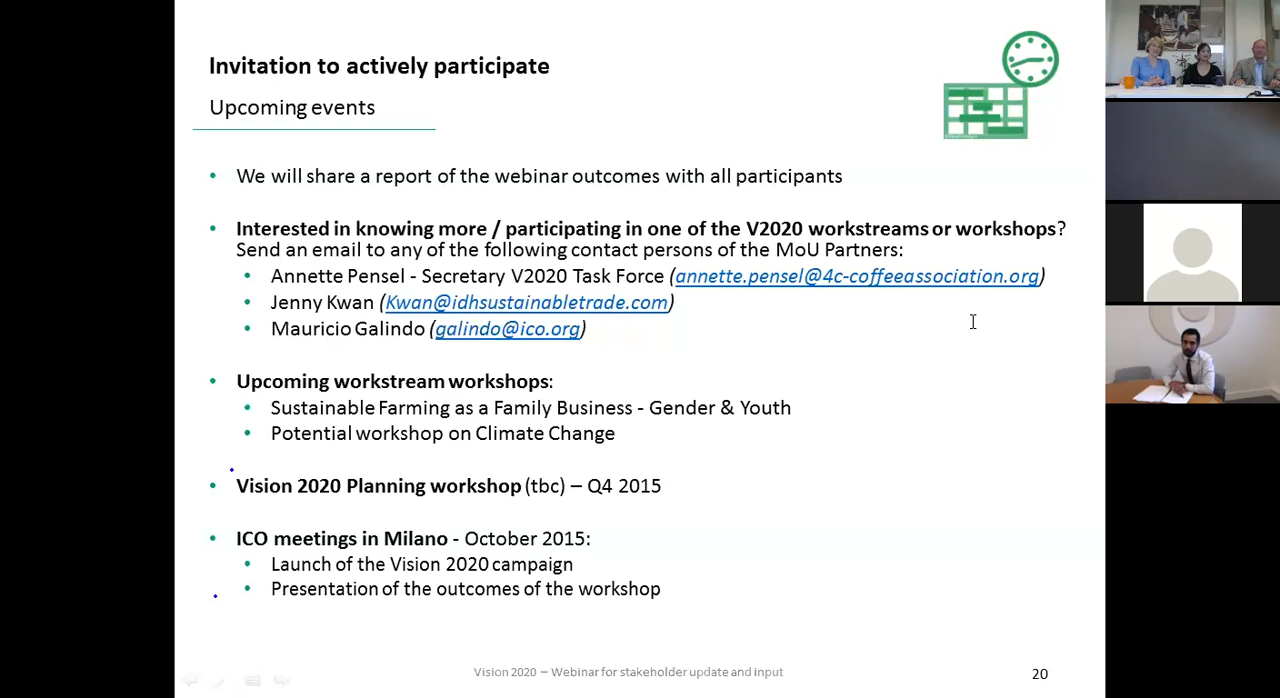 Invitation to actively participate
Upcoming events
• We will share a report of the webinar outcomes with all participants
• Interested in knowing more / participating in one of the V2020 workstreams or workshops?
Send an email to any of the following contact persons of the MoU Partners:
• Annette Pensel - Secretary V2020 Task Force (annette.pensel@4c-coffeeassociation.org)
• Jenny Kwan (Kwan@idhsustainabletrade.com)
• Mauricio Galindo (galindo@ico.org)
• Upcoming workstream workshops:
• Sustainable Farming as a Family Business - Gender & Youth
• Potential workshop on Climate Change
• Vision 2020 Planning workshop (tbc) – Q4 2015
• ICO meetings in Milano - October 2015:
• Launch of the Vision 2020 campaign
• Presentation of the outcomes of the workshop
Vision 2020 – Webinar for stakeholder update and input
20